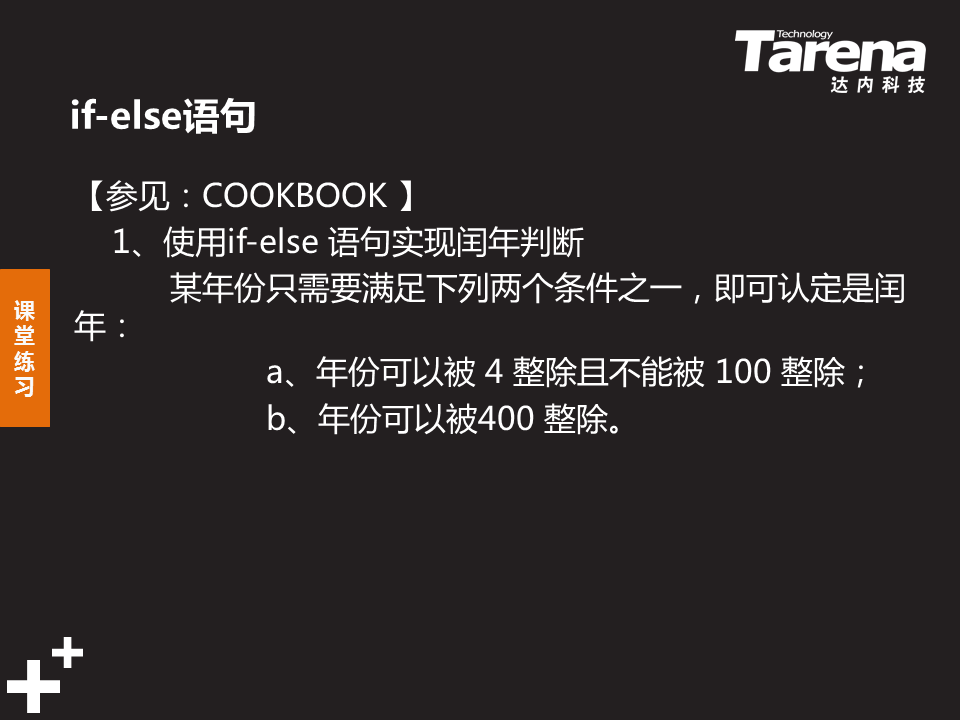 Technology
Tarena
达内科技
if-else语句
【参见：COOKBOOK 】
1、使用if-else 语句实现闰年判断
某年份只需要满足下列两个条件之一，即可认定是闰
年：
a、年份可以被 4 整除且不能被 100 整除；
b、年份可以被400 整除。
课
堂
练
习